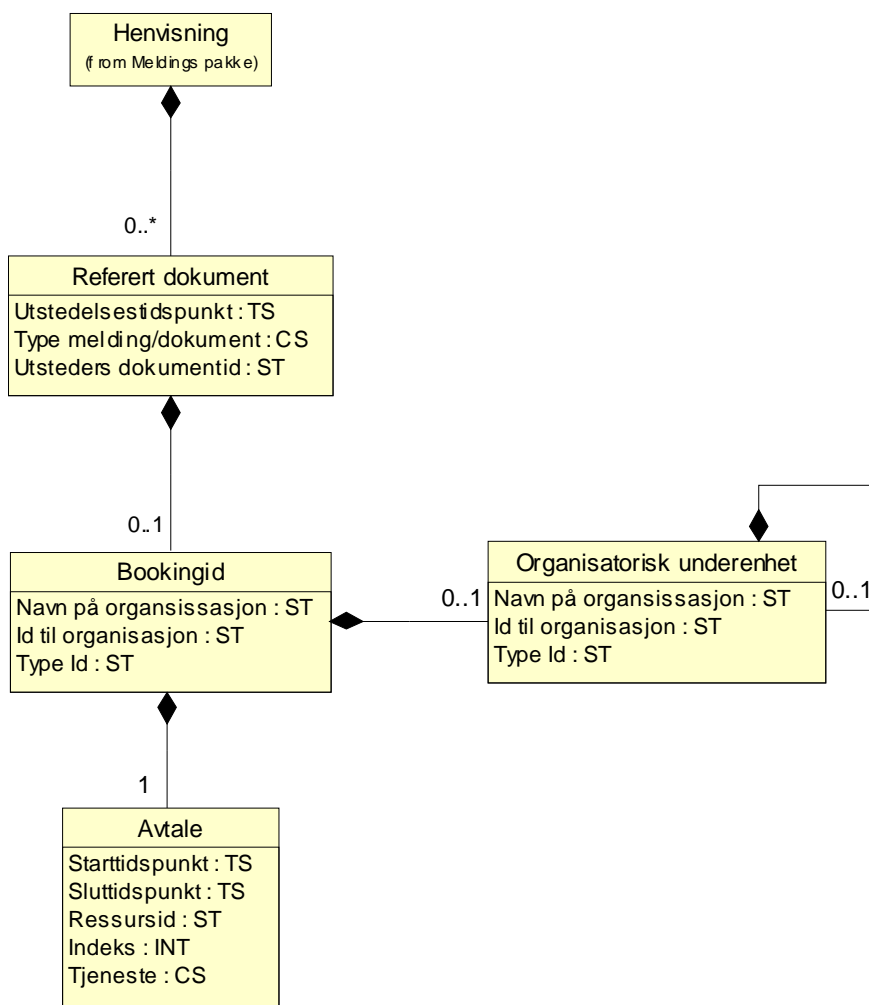 Henvisning
(from Meldings pakke)
0..*
Referert dokument
Utstedelsestidspunkt : TS
Type melding/dokument : CS
Utsteders dokumentid : ST
0..1
Bookingid
Navn på organsissasjon : ST
Id til organisasjon : ST
Type Id : ST
0..1
Organisatorisk underenhet
Navn på organsissasjon : ST
Id til organisasjon : ST
Type Id : ST
0..1
1
Avtale
Starttidspunkt : TS
Sluttidspunkt : TS
Ressursid : ST
Indeks : INT
Tjeneste : CS